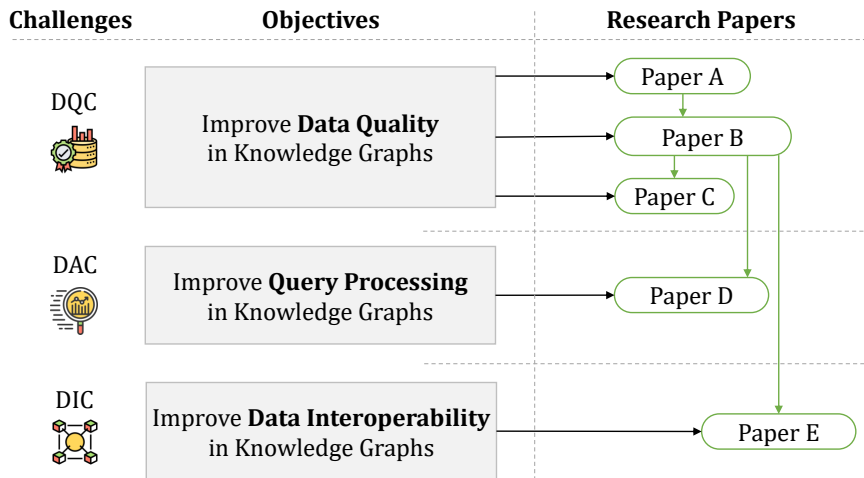 Challenges Objectives Research Papers
DQC
Improve Data Quality
in Knowledge Graphs
Paper A
Paper B
Paper C
DAC
Improve Query Processing
in Knowledge Graphs
Paper D
DIC
Improve Data Interoperability
in Knowledge Graphs
Paper E